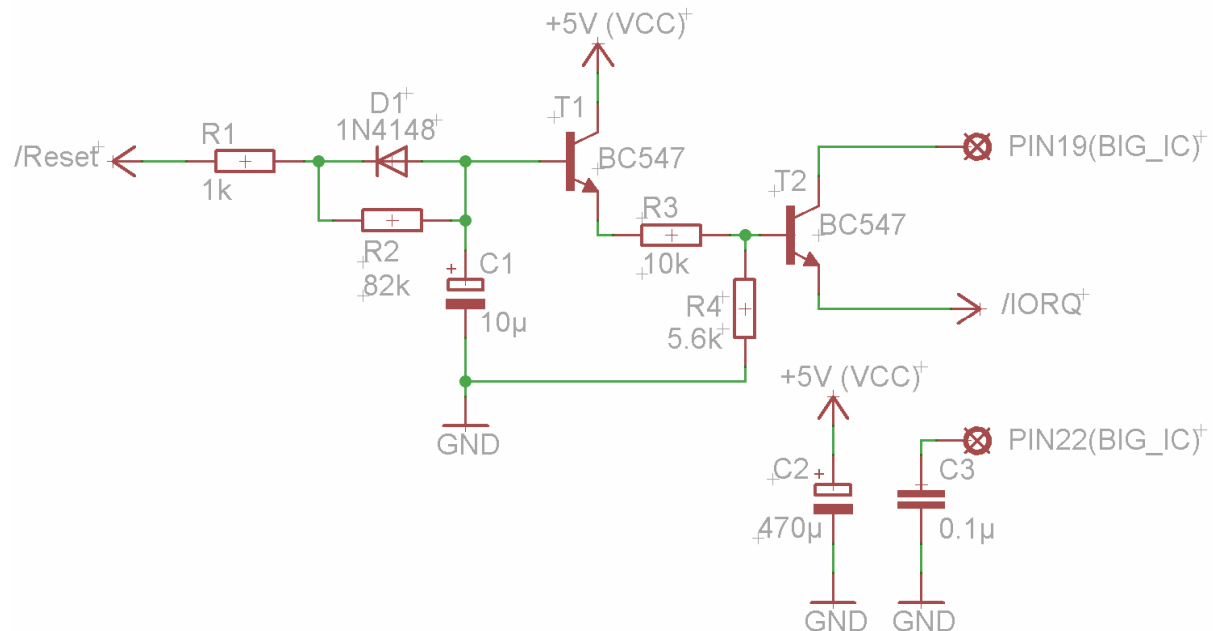 +5V (VCC)
D1
1N4148
T1
R1
/Reset
1k
BC547
PIN19(BIG_IC)
T2
R2
82k
R3
10k
BC547
C1
10µ
R4
5.6k
/IORQ
+5V (VCC)
GND
PIN22(BIG_IC)
C2
470µ
C3
0.1µ
GND
GND